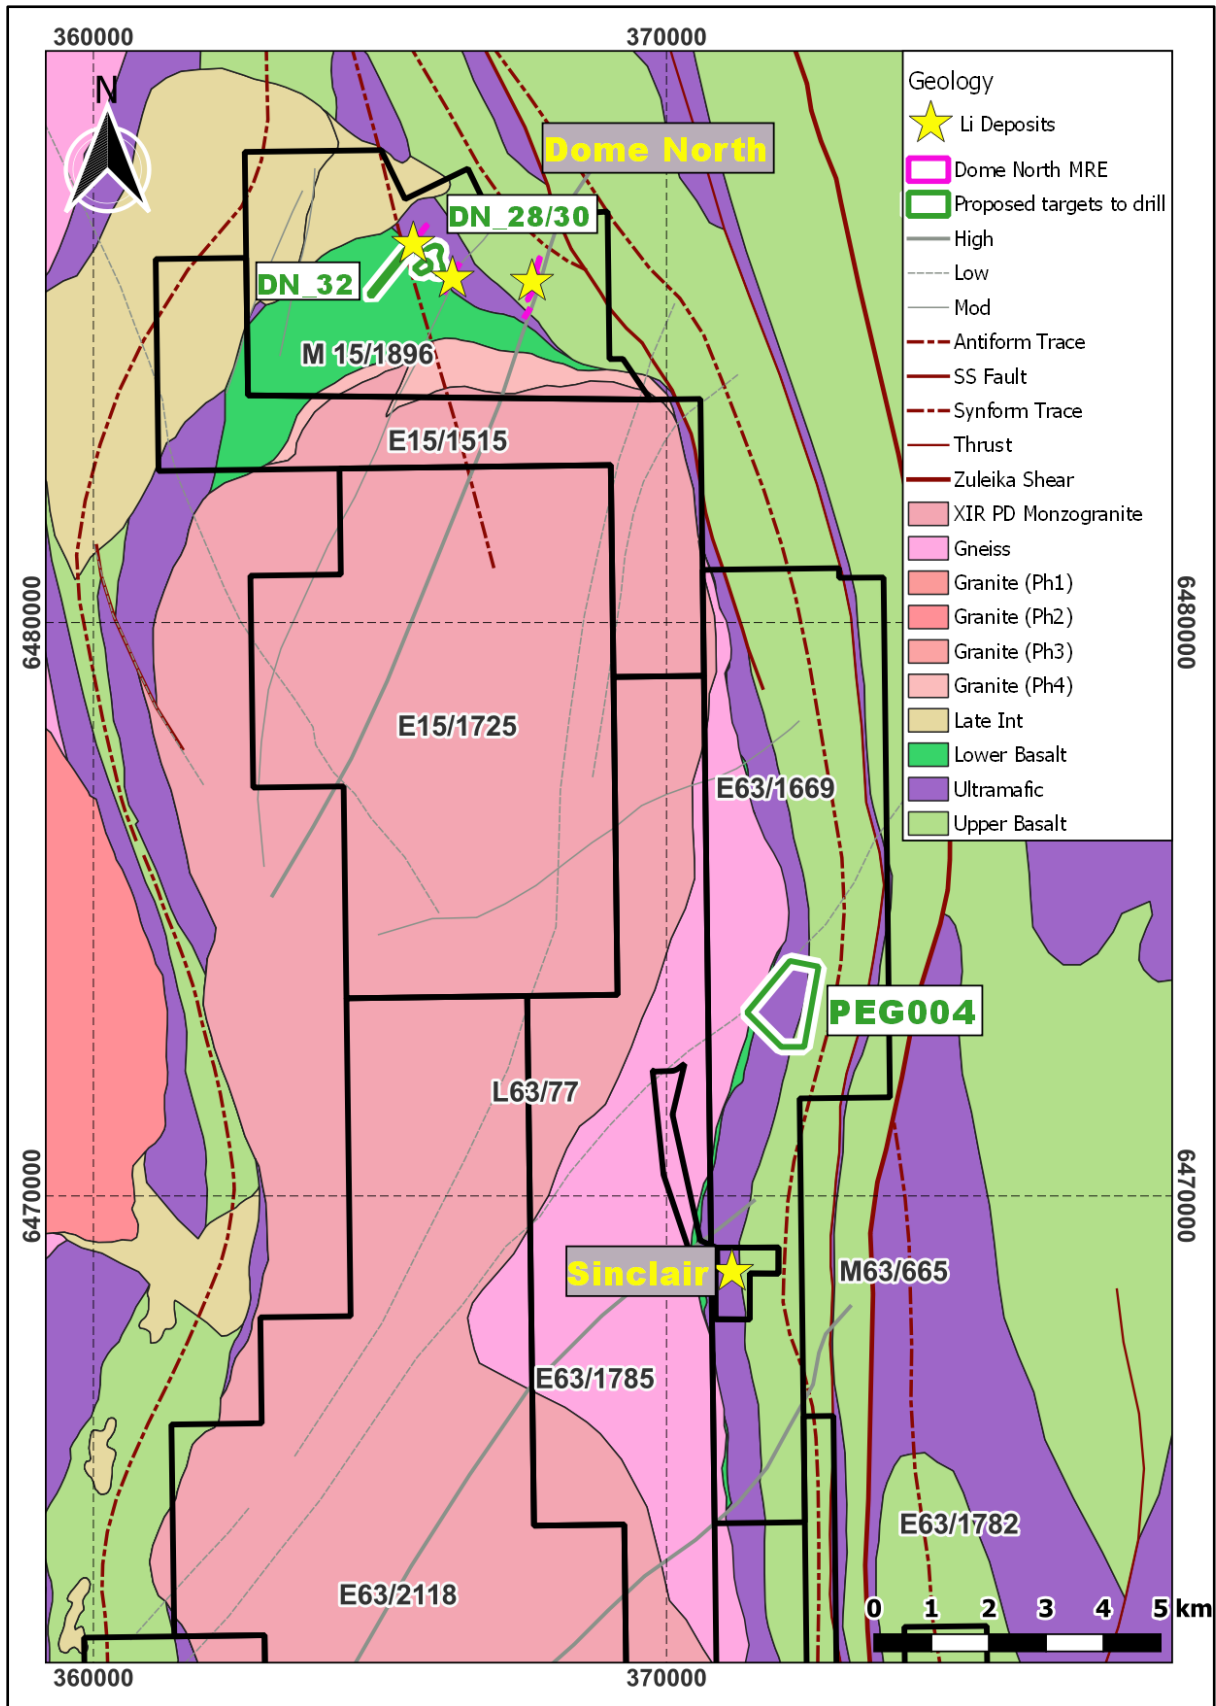 360000
370000
N
Dome North
DN_28/30
DN_32
M 15/1896
E15/1515
E15/1725
E63/1669
PEG004
L63/77
Sinclair
M63/665
E63/1785
E63/1782
E63/2118
6480000
6470000
6480000
6470000
Geology
Li Deposits
Dome North MRE
Proposed targets to drill
High
Low
Mod
Antiform Trace
SS Fault
Synform Trace
Thrust
Zuleika Shear
XIR PD Monzogranite
Gneiss
Granite (Ph1)
Granite (Ph2)
Granite (Ph3)
Granite (Ph4)
Late Int
Lower Basalt
Ultramafic
Upper Basalt
0 1 2 3 4 5 km
360000
370000